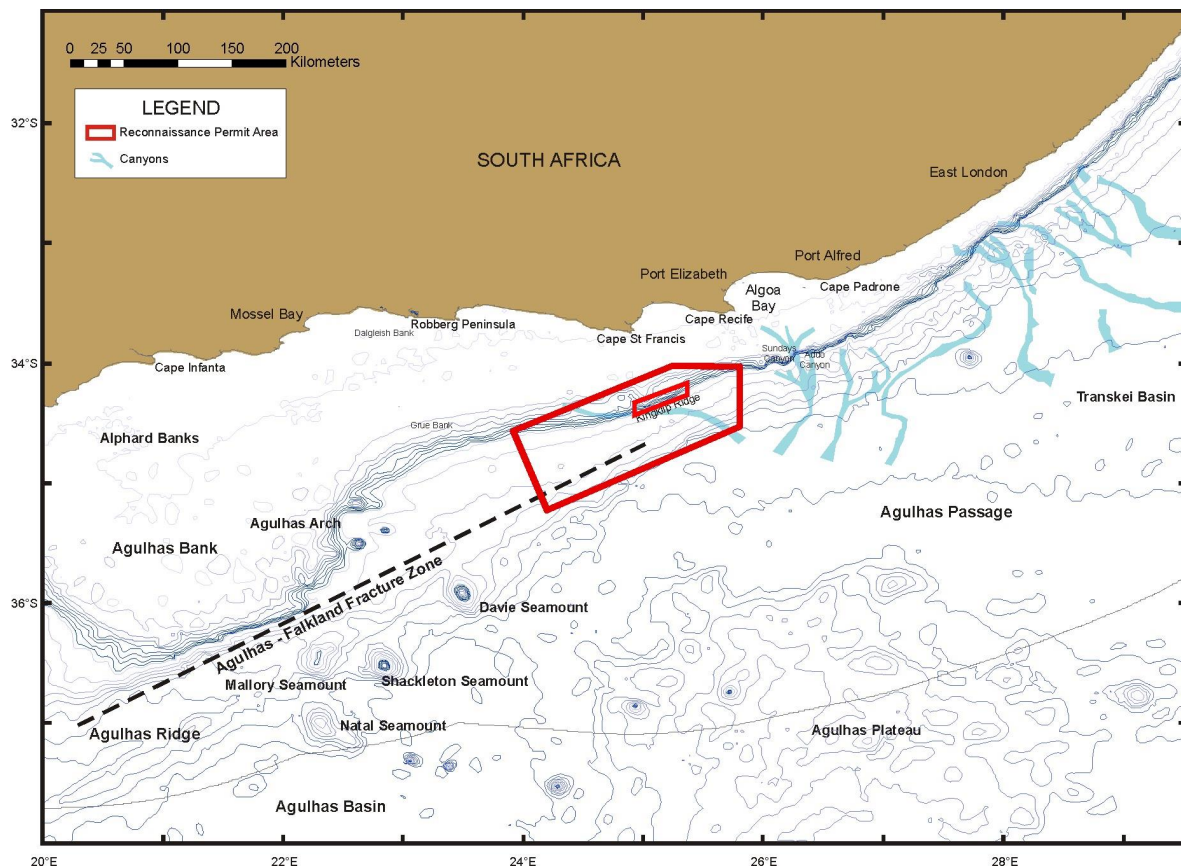 0 25 50 100 150 200
Kilometers
LEGEND
Reconnaissance Permit Area
Canyons
32°S
SOUTH AFRICA
East London
Port Alfred
Port Elizabeth
Algoa
Bay
Cape Padrone
Mossel Bay
Robberg Peninsula
Cape Recife
Dalgleish Bank
Cape St Francis
Sundays
Canyon
Addo
Canyon
34°S
Cape Infanta
Transkei Basin
Kingklip Ridge
Grue Bank
Alphard Banks
Agulhas Passage
Agulhas Arch
Agulhas Bank
36°S
Davie Seamount
Agulhas - Falkland Fracture Zone
Mallory Seamount
Shackleton Seamount
Natal Seamount
Agulhas Ridge
Agulhas Plateau
Agulhas Basin
20°E 22°E 24°E 26°E 28°E